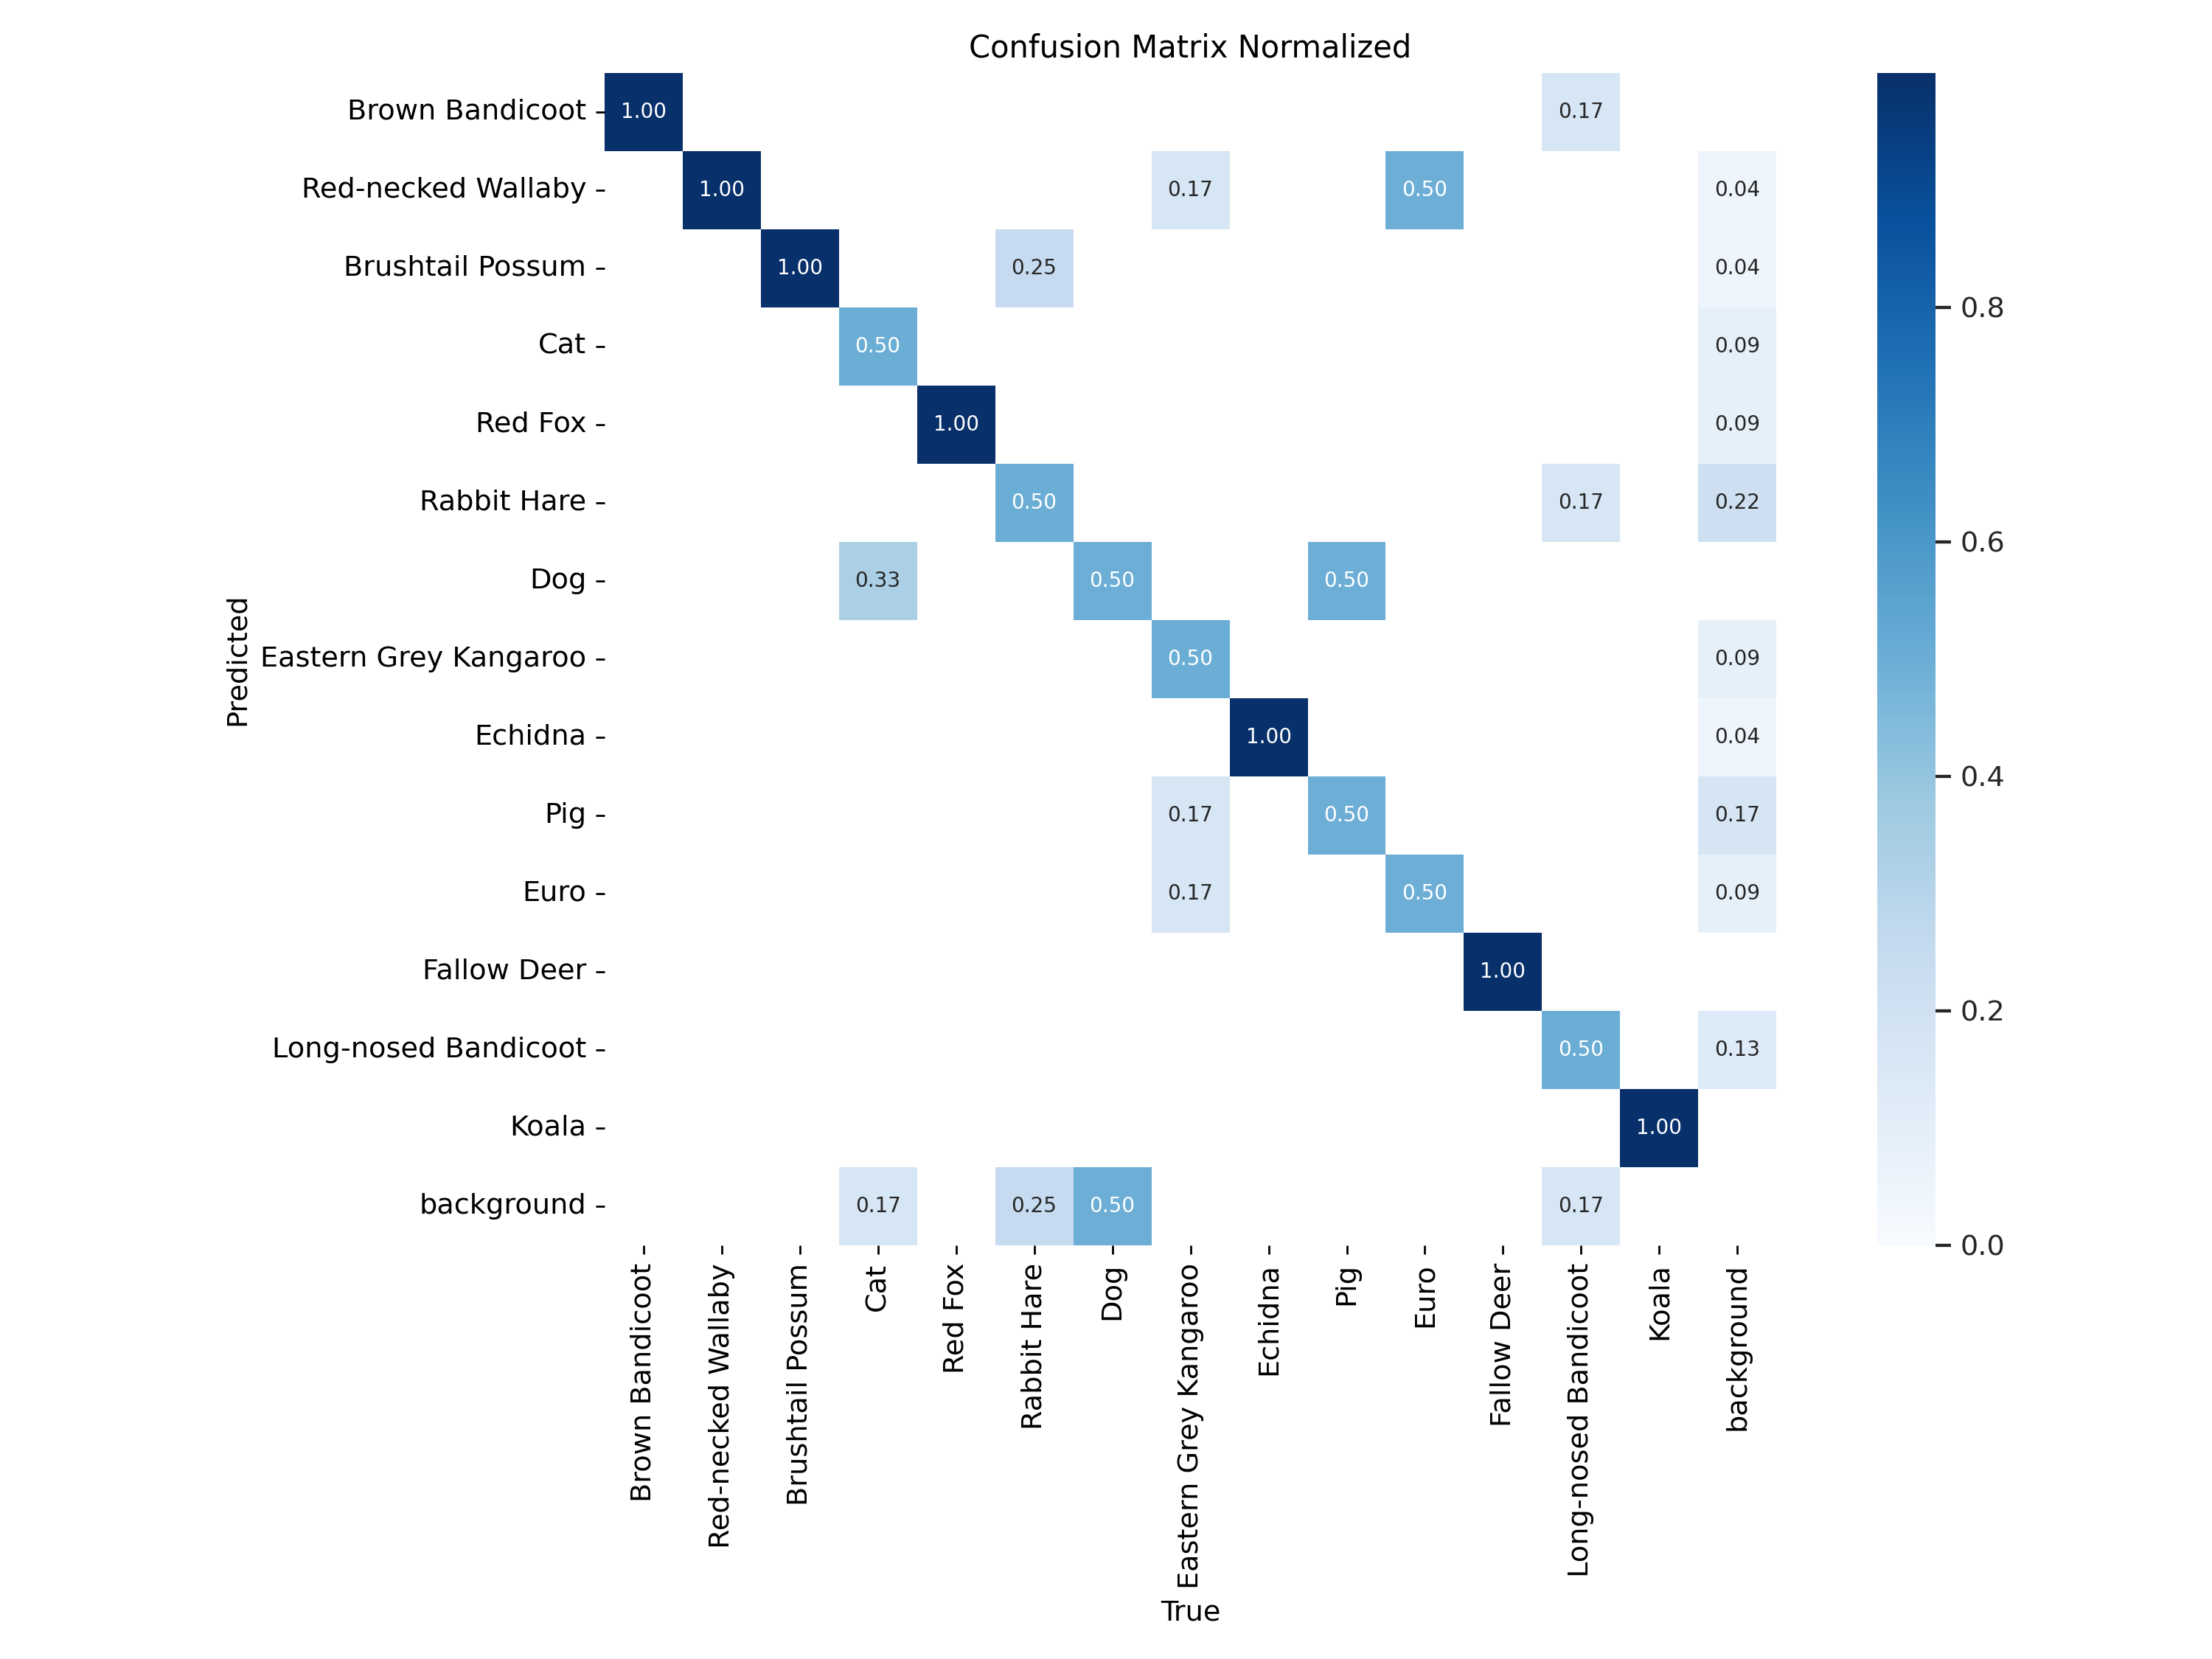 Confusion Matrix Normalized
Brown Bandicoot 1.00 0.17
Red-necked Wallaby 1.00 0.17 0.50 0.04
Brushtail Possum 1.00 0.25 0.04
Cat 0.50 0.09
Red Fox 1.00 0.09
Rabbit Hare 0.50 0.17 0.22
Dog 0.33 0.50 0.50
Eastern Grey Kangaroo 0.50 0.09
Echidna 1.00 0.04
Pig 0.17 0.50 0.17
Euro 0.17 0.50 0.09
Fallow Deer 1.00
Long-nosed Bandicoot 0.50 0.13
Koala 1.00
background 0.17 0.25 0.50 0.17
Predicted
Brown Bandicoot
Red-necked Wallaby
Brushtail Possum
Cat
Red Fox
Rabbit Hare
Dog
Eastern Grey Kangaroo
Echidna
Pig
Euro
Fallow Deer
Long-nosed Bandicoot
Koala
background
True
0.8
0.6
0.4
0.2
0.0